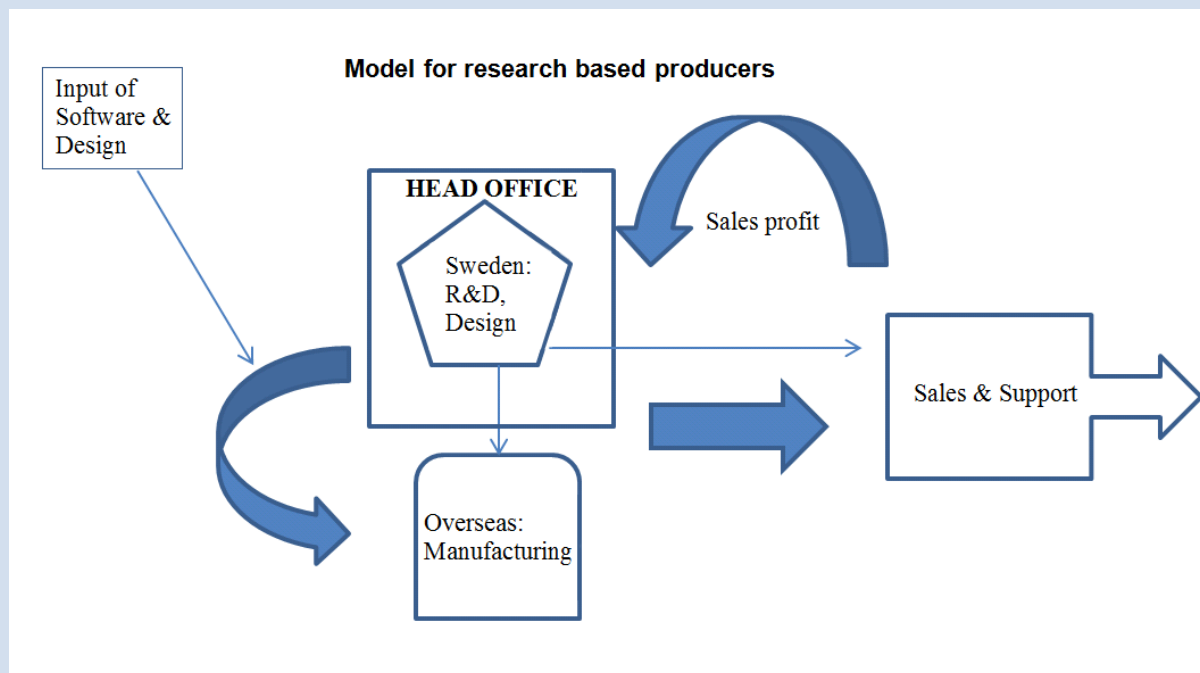 Model for research based producers
Input of
Software &
Design
HEAD OFFICE
Sweden:
R&D,
Design
Sales profit
Sales & Support
Overseas:
Manufacturing